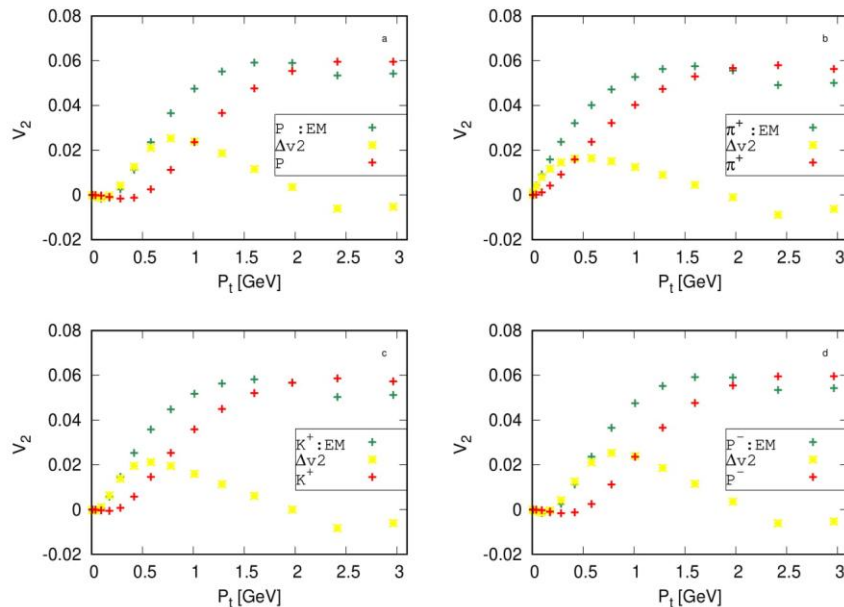 a
0.08
0.06
0.04
0.02
0
-0.02
V2
P :EM
Δv2
P
0 0.5 1 1.5 2 2.5 3
Pt [GeV]
b
0.08
0.06
0.04
0.02
0
-0.02
V2
π+ :EM
Δv2
π+
0 0.5 1 1.5 2 2.5 3
Pt [GeV]
c
0.08
0.06
0.04
0.02
0
-0.02
V2
K+ :EM
Δv2
K+
0 0.5 1 1.5 2 2.5 3
Pt [GeV]
d
0.08
0.06
0.04
0.02
0
-0.02
V2
P− :EM
Δv2
P−
0 0.5 1 1.5 2 2.5 3
Pt [GeV]